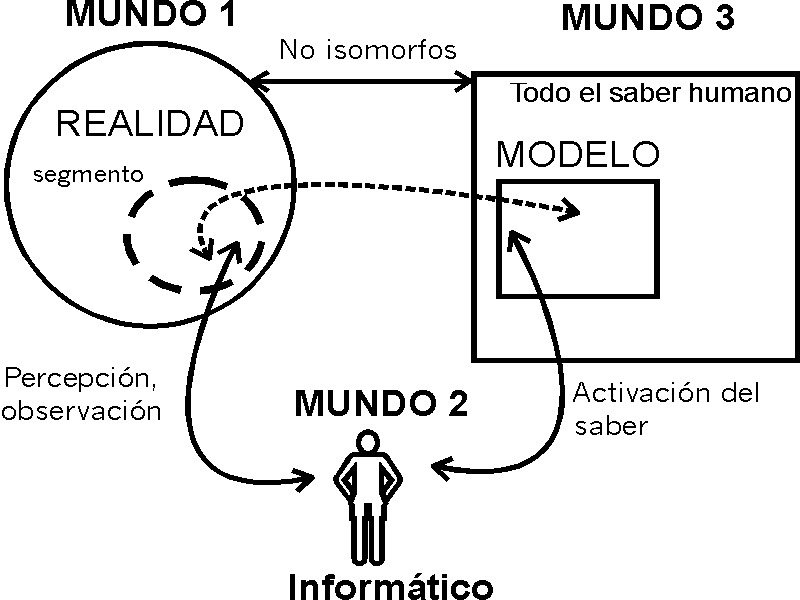 MUNDO 1
MUNDO 3
No isomorfos
Todo el saber humano
REALIDAD
MODELO
segmento
Percepción,
observación
MUNDO 2
Activación del
saber
Informático